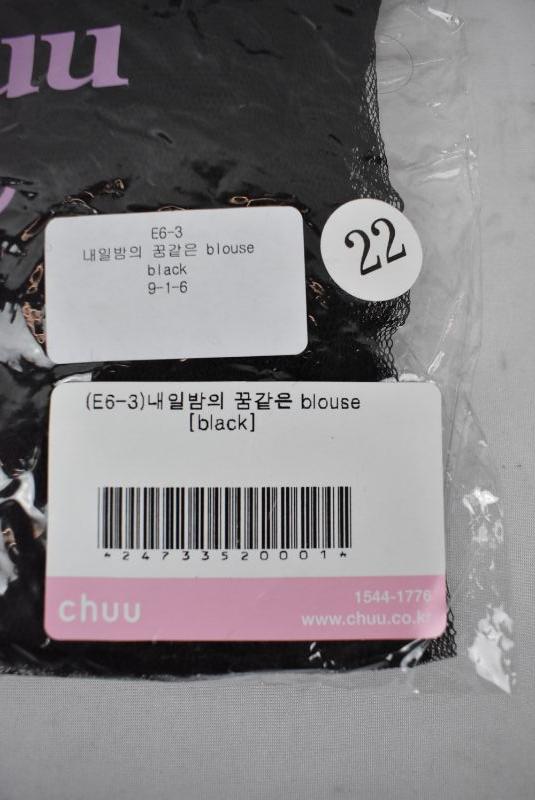 uu
E6-3
내일밤의 꿈같은 blouse
black
9-1-6
22
(E6-3)내일밤의 꿈같은 blouse
[black]
*247335200001*
chuu
1544-1776
www.chuu.co.kr